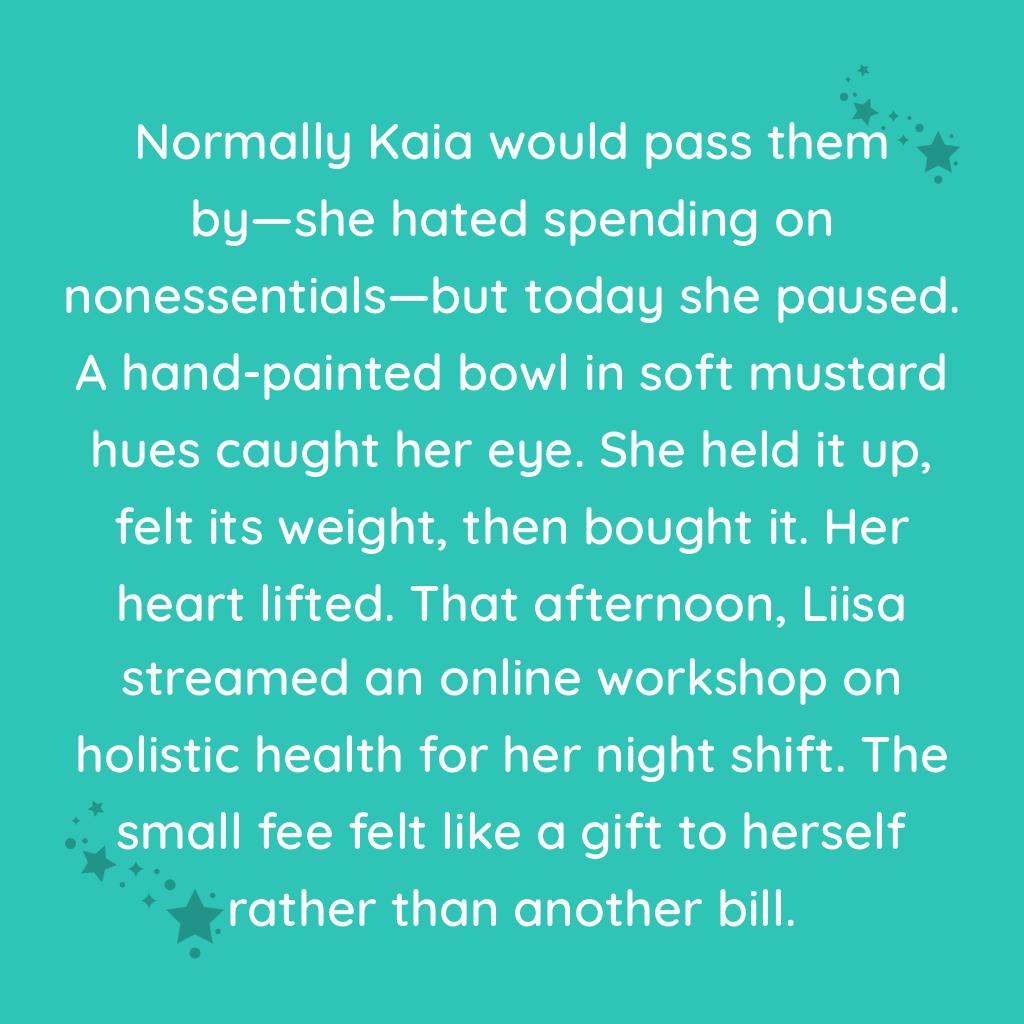 Normally Kaia would pass them
by—she hated spending on
nonessentials—but today she paused.
A hand-painted bowl in soft mustard
hues caught her eye. She held it up,
felt its weight, then bought it. Her
heart lifted. That afternoon, Liisa
streamed an online workshop on
holistic health for her night shift. The
small fee felt like a gift to herself
rather than another bill.